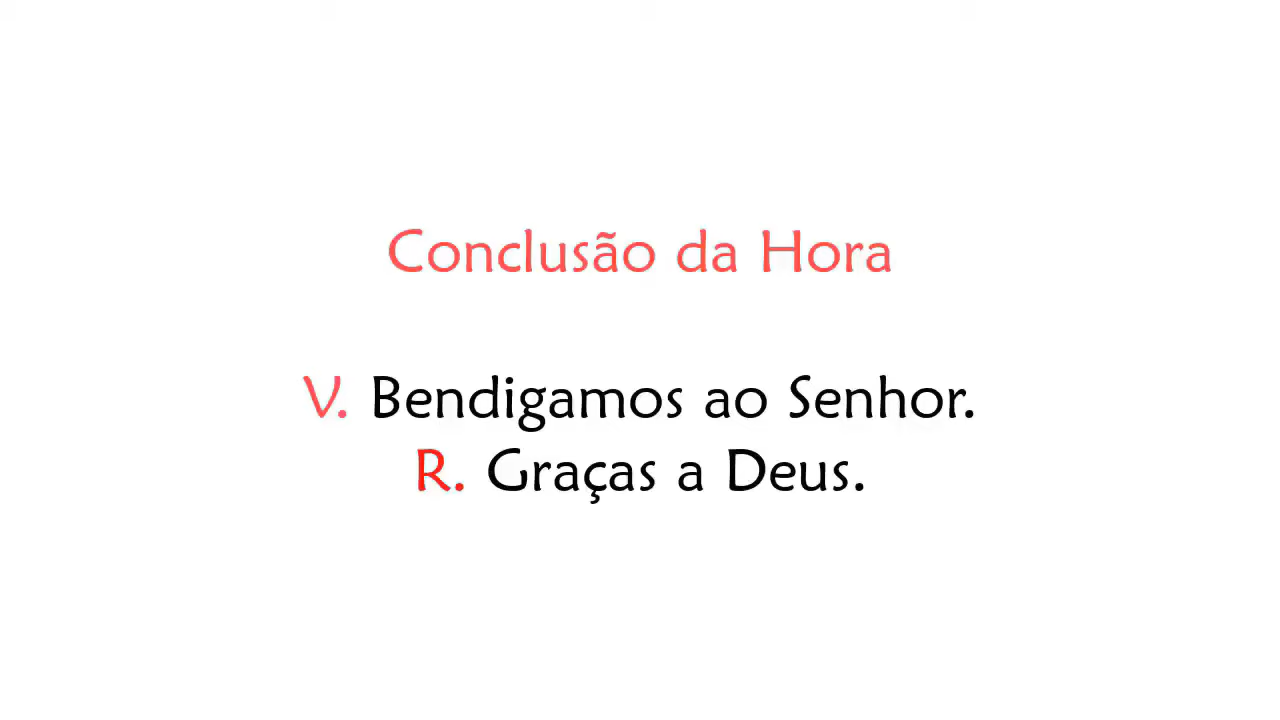 Conclusão da Hora
V. Bendigamos ao Senhor.
R. Graças a Deus.